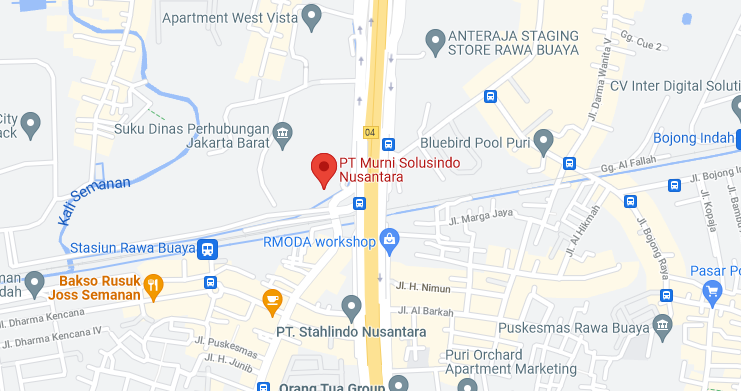 Apartment West Vista
ANTERAJA STAGING
STORE RAWA BUAYA
Gg. Cue 2
Jl. Darma Wanita V
CV Inter Digital Soluti
City
ack
Suku Dinas Perhubungan
Jakarta Barat
04
Bluebird Pool Puri
Bojong Indah
PT Murni Solusindo
Nusantara
Gg. Al Fallah
Jl. Bojong In
Kali Semanan
Jl. Marga Jaya
Jl. Al Hikmah
Jl. Kopaja
Jl. Bambu
Stasiun Rawa Buaya
RMODA workshop
Jl. Bojong Raya
man
ndah
Bakso Rusuk
Joss Semanan
Jl. H. Nimun
Pasar Po
Jl. Dharma Kencana
Jl. Al Barkah
Jl. Dharma Kencana IV
PT. Stahlindo Nusantara
Puskesmas Rawa Buaya
Jl. Puskesmas
Jl. H. Junib
Puri Orchard
Apartment Marketing
Orang Tua Group